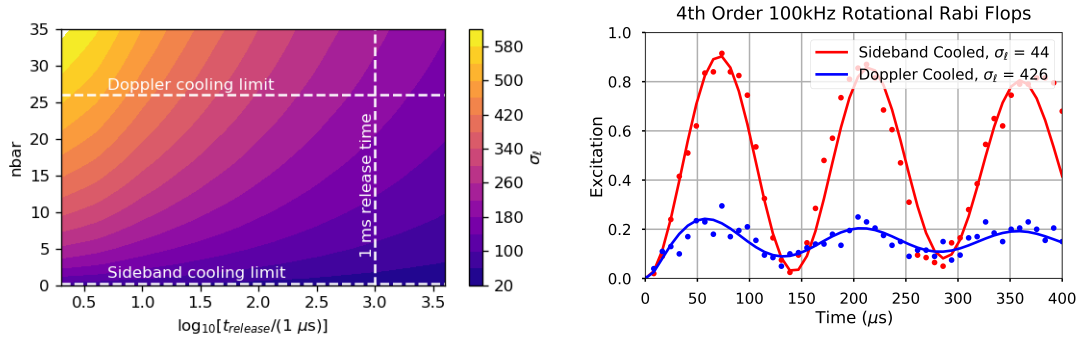 35
30
25
20
15
10
5
0
nbar
Doppler cooling limit
1 ms release time
Sideband cooling limit
0.5 1.0 1.5 2.0 2.5 3.0 3.5
log10[t_release/(1 μs)]
580
500
420
340
260
180
100
20
σℓ
4th Order 100kHz Rotational Rabi Flops
Sideband Cooled, σℓ = 44
Doppler Cooled, σℓ = 426
1.0
0.8
0.6
0.4
0.2
0.0
Excitation
0 50 100 150 200 250 300 350 400
Time (μs)